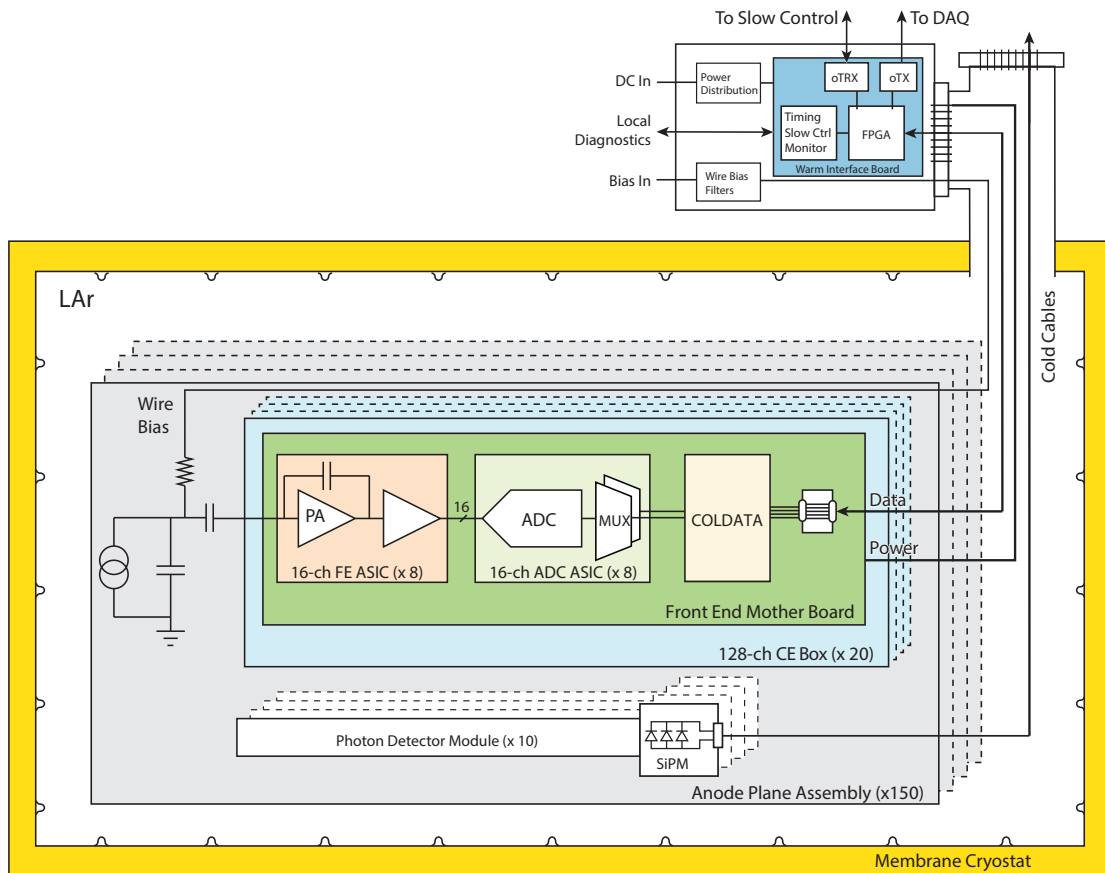 To Slow Control
To DAQ
DC In
Power
Distribution
oTRX
oTX
Local
Diagnostics
Timing
Slow Ctrl
Monitor
FPGA
Warm Interface Board
Bias In
Wire Bias
Filters
LAr
Cold Cables
Wire
Bias
PA
16
ADC
MUX
COLDATA
Data
Power
16-ch FE ASIC (x 8)
16-ch ADC ASIC (x 8)
Front End Mother Board
128-ch CE Box (x 20)
Photon Detector Module (x 10)
SiPM
Anode Plane Assembly (x150)
Membrane Cryostat